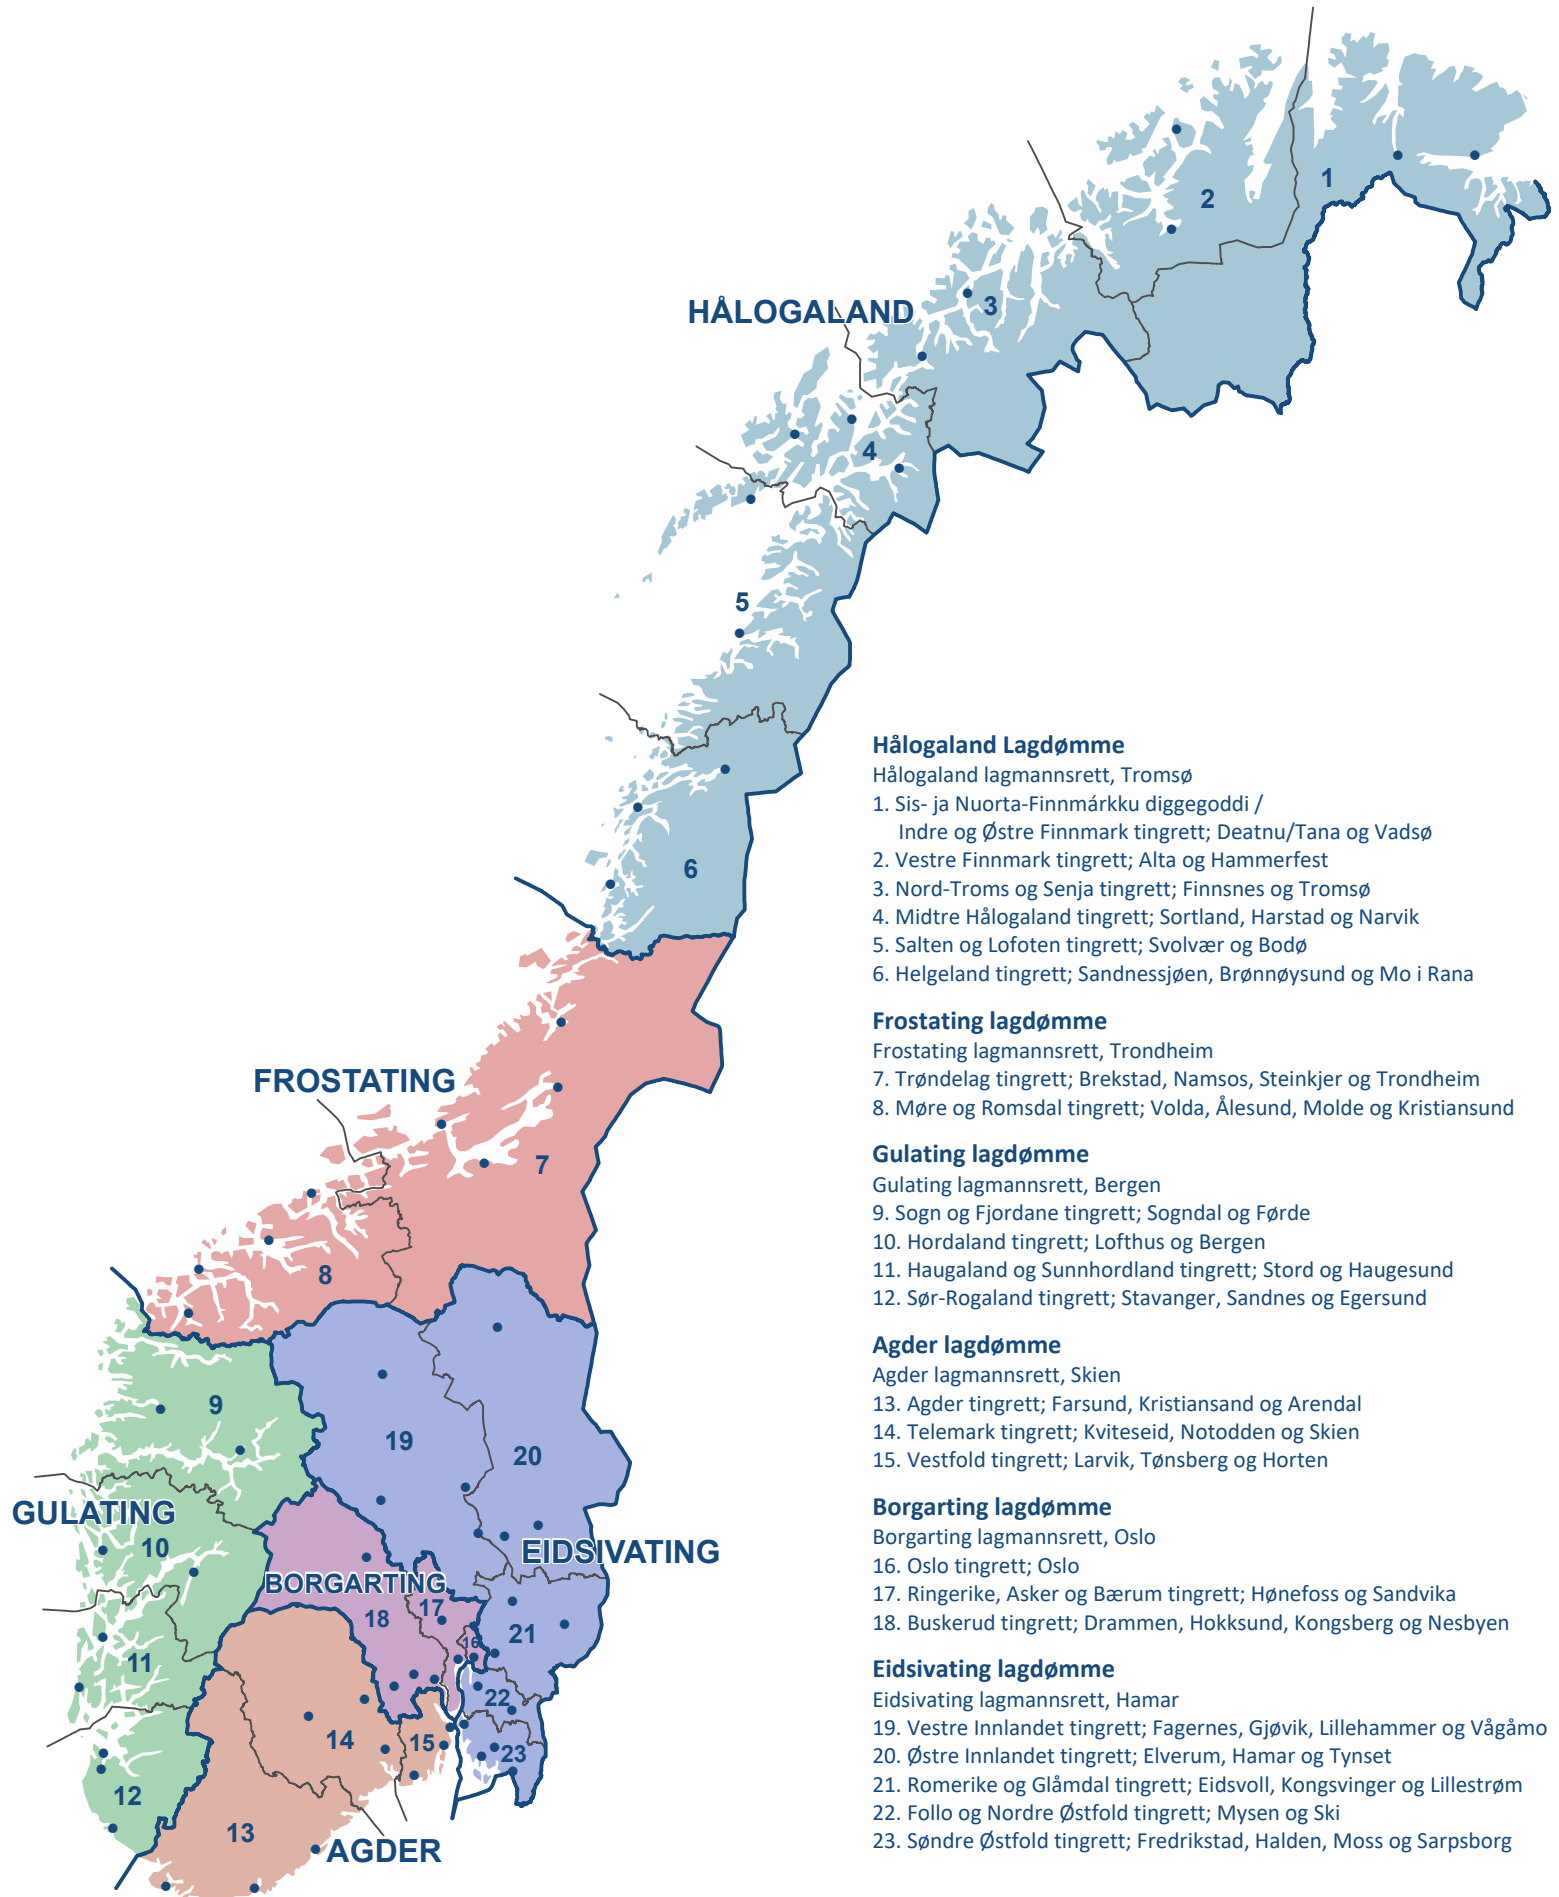 1
2
3
HÅLOGALAND
4
5
6
FROSTATING
7
8
9
19
20
GULATING
10
EIDSIVATING
BORGARTING
17
18
16
21
11
22
14
15
23
12
13
AGDER
Hålogaland Lagdømme
Hålogaland lagmannsrett, Tromsø
1. Sis- ja Nuorta-Finnmárkku diggegoddi /
Indre og Østre Finnmark tingrett; Deatnu/Tana og Vadsø
2. Vestre Finnmark tingrett; Alta og Hammerfest
3. Nord-Troms og Senja tingrett; Finnsnes og Tromsø
4. Midtre Hålogaland tingrett; Sortland, Harstad og Narvik
5. Salten og Lofoten tingrett; Svolvær og Bodø
6. Helgeland tingrett; Sandnessjøen, Brønnøysund og Mo i Rana
Frostating lagdømme
Frostating lagmannsrett, Trondheim
7. Trøndelag tingrett; Brekstad, Namsos, Steinkjer og Trondheim
8. Møre og Romsdal tingrett; Volda, Ålesund, Molde og Kristiansund
Gulating lagdømme
Gulating lagmannsrett, Bergen
9. Sogn og Fjordane tingrett; Sogndal og Førde
10. Hordaland tingrett; Lofthus og Bergen
11. Haugaland og Sunnhordland tingrett; Stord og Haugesund
12. Sør-Rogaland tingrett; Stavanger, Sandnes og Egersund
Agder lagdømme
Agder lagmannsrett, Skien
13. Agder tingrett; Farsund, Kristiansand og Arendal
14. Telemark tingrett; Kviteseid, Notodden og Skien
15. Vestfold tingrett; Larvik, Tønsberg og Horten
Borgarting lagdømme
Borgarting lagmannsrett, Oslo
16. Oslo tingrett; Oslo
17. Ringerike, Asker og Bærum tingrett; Hønefoss og Sandvika
18. Buskerud tingrett; Drammen, Hokksund, Kongsberg og Nesbyen
Eidsivating lagdømme
Eidsivating lagmannsrett, Hamar
19. Vestre Innlandet tingrett; Fagernes, Gjøvik, Lillehammer og Vågåmo
20. Østre Innlandet tingrett; Elverum, Hamar og Tynset
21. Romerike og Glåmdal tingrett; Eidsvoll, Kongsvinger og Lillestrøm
22. Follo og Nordre Østfold tingrett; Mysen og Ski
23. Søndre Østfold tingrett; Fredrikstad, Halden, Moss og Sarpsborg